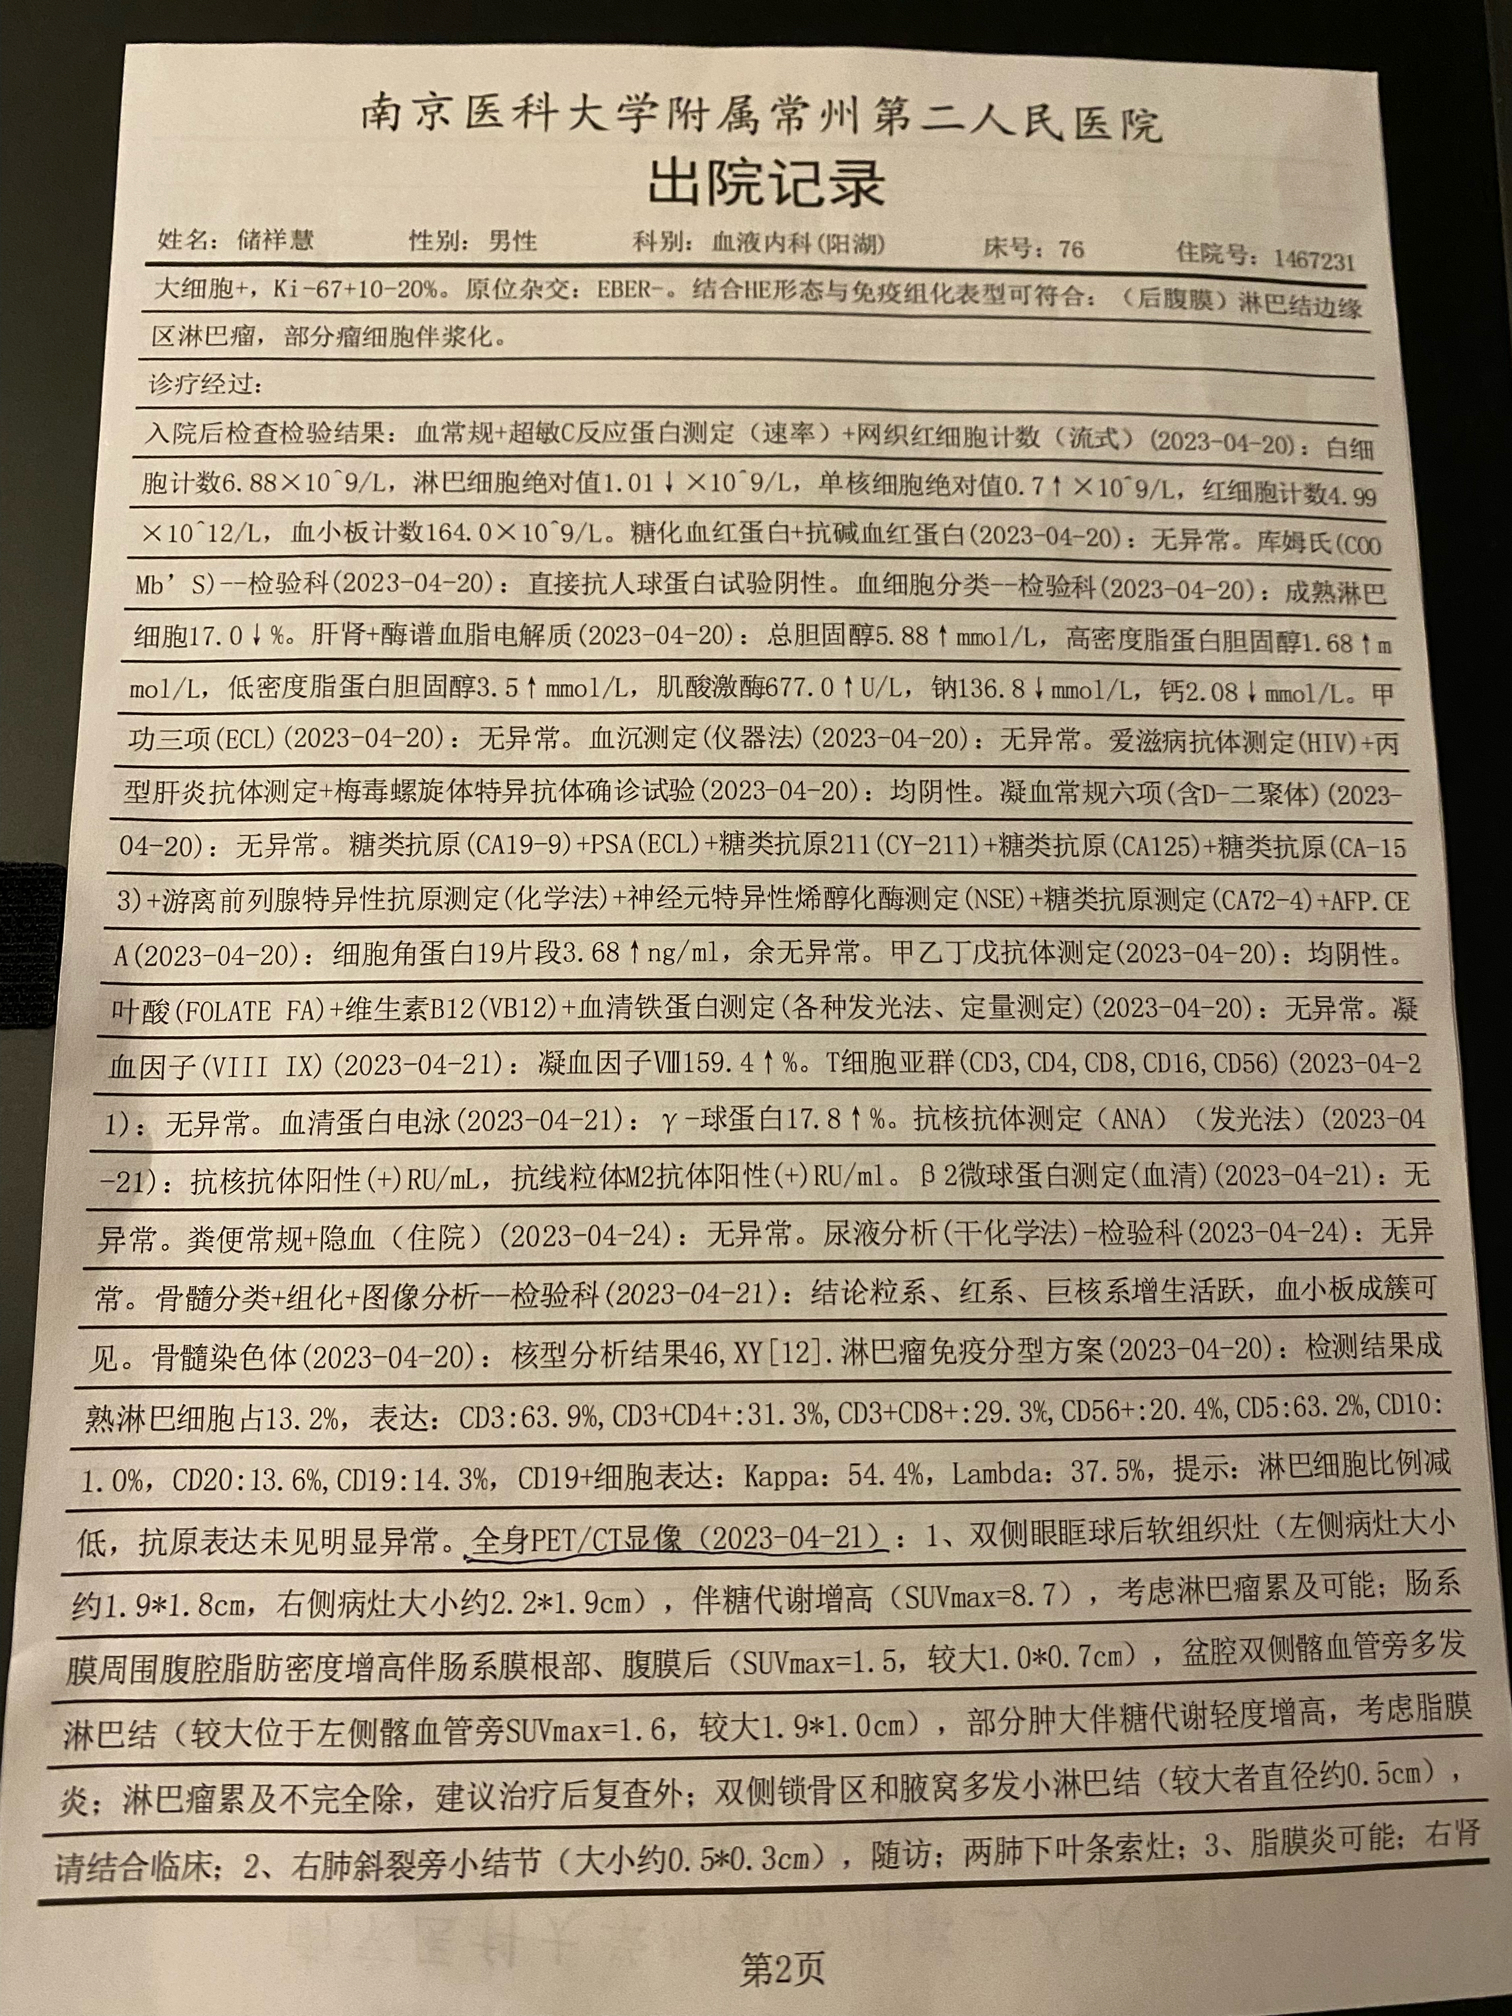 南京医科大学附属常州第二人民医院
出院记录
姓名：储祥慧 性别：男性 科别：血液内科(阳湖) 床号：76 住院号：1467231
大细胞+，Ki-67+10-20%。原位杂交：EBER-。结合HE形态与免疫组化表型可符合：（后腹膜）淋巴结边缘
区淋巴瘤，部分瘤细胞伴浆化。
诊疗经过：
入院后检查检验结果：血常规+超敏C反应蛋白测定（速率）+网织红细胞计数（流式）(2023-04-20)：白细
胞计数6.88×10^9/L，淋巴细胞绝对值1.01↓×10^9/L，单核细胞绝对值0.7↑×10^9/L，红细胞计数4.99
×10^12/L，血小板计数164.0×10^9/L。糖化血红蛋白+抗碱血红蛋白(2023-04-20)：无异常。库姆氏(COO
Mb’S)--检验科(2023-04-20)：直接抗人球蛋白试验阴性。血细胞分类--检验科(2023-04-20)：成熟淋巴
细胞17.0↓%。肝肾+酶谱血脂电解质(2023-04-20)：总胆固醇5.88↑mmol/L，高密度脂蛋白胆固醇1.68↑m
mol/L，低密度脂蛋白胆固醇3.5↑mmol/L，肌酸激酶677.0↑U/L，钠136.8↓mmol/L，钙2.08↓mmol/L。甲
功三项(ECL)(2023-04-20)：无异常。血沉测定(仪器法)(2023-04-20)：无异常。爱滋病抗体测定(HIV)+丙
型肝炎抗体测定+梅毒螺旋体特异抗体确诊试验(2023-04-20)：均阴性。凝血常规六项(含D-二聚体)(2023-
04-20)：无异常。糖类抗原(CA19-9)+PSA(ECL)+糖类抗原211(CY-211)+糖类抗原(CA125)+糖类抗原(CA-15
3)+游离前列腺特异性抗原测定(化学法)+神经元特异性烯醇化酶测定(NSE)+糖类抗原测定(CA72-4)+AFP.CE
A(2023-04-20)：细胞角蛋白19片段3.68↑ng/ml，余无异常。甲乙丁戊抗体测定(2023-04-20)：均阴性。
叶酸(FOLATE FA)+维生素B12(VB12)+血清铁蛋白测定(各种发光法、定量测定)(2023-04-20)：无异常。凝
血因子(VIII IX)(2023-04-21)：凝血因子Ⅷ159.4↑%。T细胞亚群(CD3,CD4,CD8,CD16,CD56)(2023-04-2
1)：无异常。血清蛋白电泳(2023-04-21)：γ-球蛋白17.8↑%。抗核抗体测定（ANA）（发光法）(2023-04
-21)：抗核抗体阳性(+)RU/mL，抗线粒体M2抗体阳性(+)RU/ml。β2微球蛋白测定(血清)(2023-04-21)：无
异常。粪便常规+隐血（住院）(2023-04-24)：无异常。尿液分析(干化学法)-检验科(2023-04-24)：无异
常。骨髓分类+组化+图像分析--检验科(2023-04-21)：结论粒系、红系、巨核系增生活跃，血小板成簇可
见。骨髓染色体(2023-04-20)：核型分析结果46,XY[12].淋巴瘤免疫分型方案(2023-04-20)：检测结果成
熟淋巴细胞占13.2%，表达：CD3:63.9%,CD3+CD4+:31.3%,CD3+CD8+:29.3%,CD56+:20.4%,CD5:63.2%,CD10:
1.0%，CD20:13.6%,CD19:14.3%，CD19+细胞表达：Kappa：54.4%，Lambda：37.5%，提示：淋巴细胞比例减
低，抗原表达未见明显异常。全身PET/CT显像（2023-04-21）：1、双侧眼眶球后软组织灶（左侧病灶大小
约1.9*1.8cm，右侧病灶大小约2.2*1.9cm），伴糖代谢增高（SUVmax=8.7），考虑淋巴瘤累及可能；肠系
膜周围腹腔脂肪密度增高伴肠系膜根部、腹膜后（SUVmax=1.5，较大1.0*0.7cm），盆腔双侧髂血管旁多发
淋巴结（较大位于左侧髂血管旁SUVmax=1.6，较大1.9*1.0cm），部分肿大伴糖代谢轻度增高，考虑脂膜
炎；淋巴瘤累及不完全除，建议治疗后复查外；双侧锁骨区和腋窝多发小淋巴结（较大者直径约0.5cm），
请结合临床；2、右肺斜裂旁小结节（大小约0.5*0.3cm），随访；两肺下叶条索灶；3、脂膜炎可能；右肾
第2页